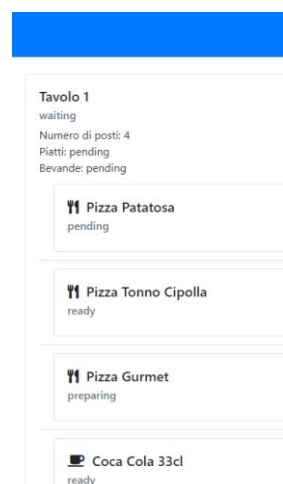 Tavolo 1
waiting
Numero di posti: 4
Piatti: pending
Bevande: pending
Pizza Patatosa
pending
Pizza Tonno Cipolla
ready
Pizza Gurmet
preparing
Coca Cola 33cl
ready